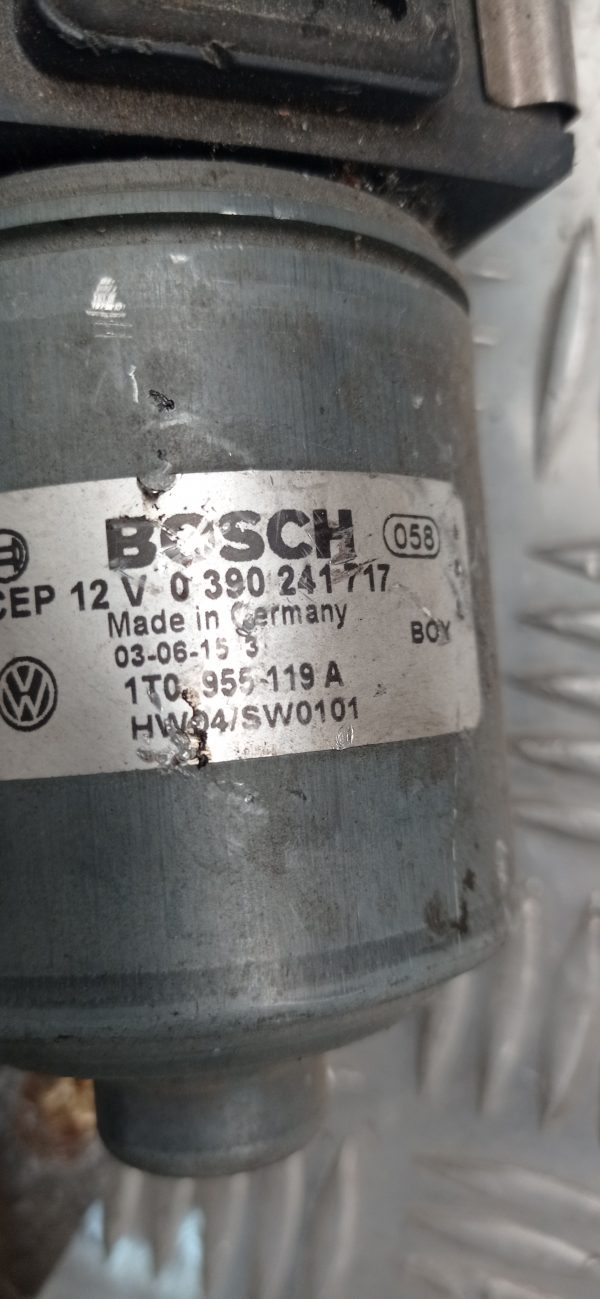 BOSCH 058
CEP 12 V 0 390 241 717
Made in Germany
03-06-15 3 BOY
1T0 955 119 A
HW04/SW0101